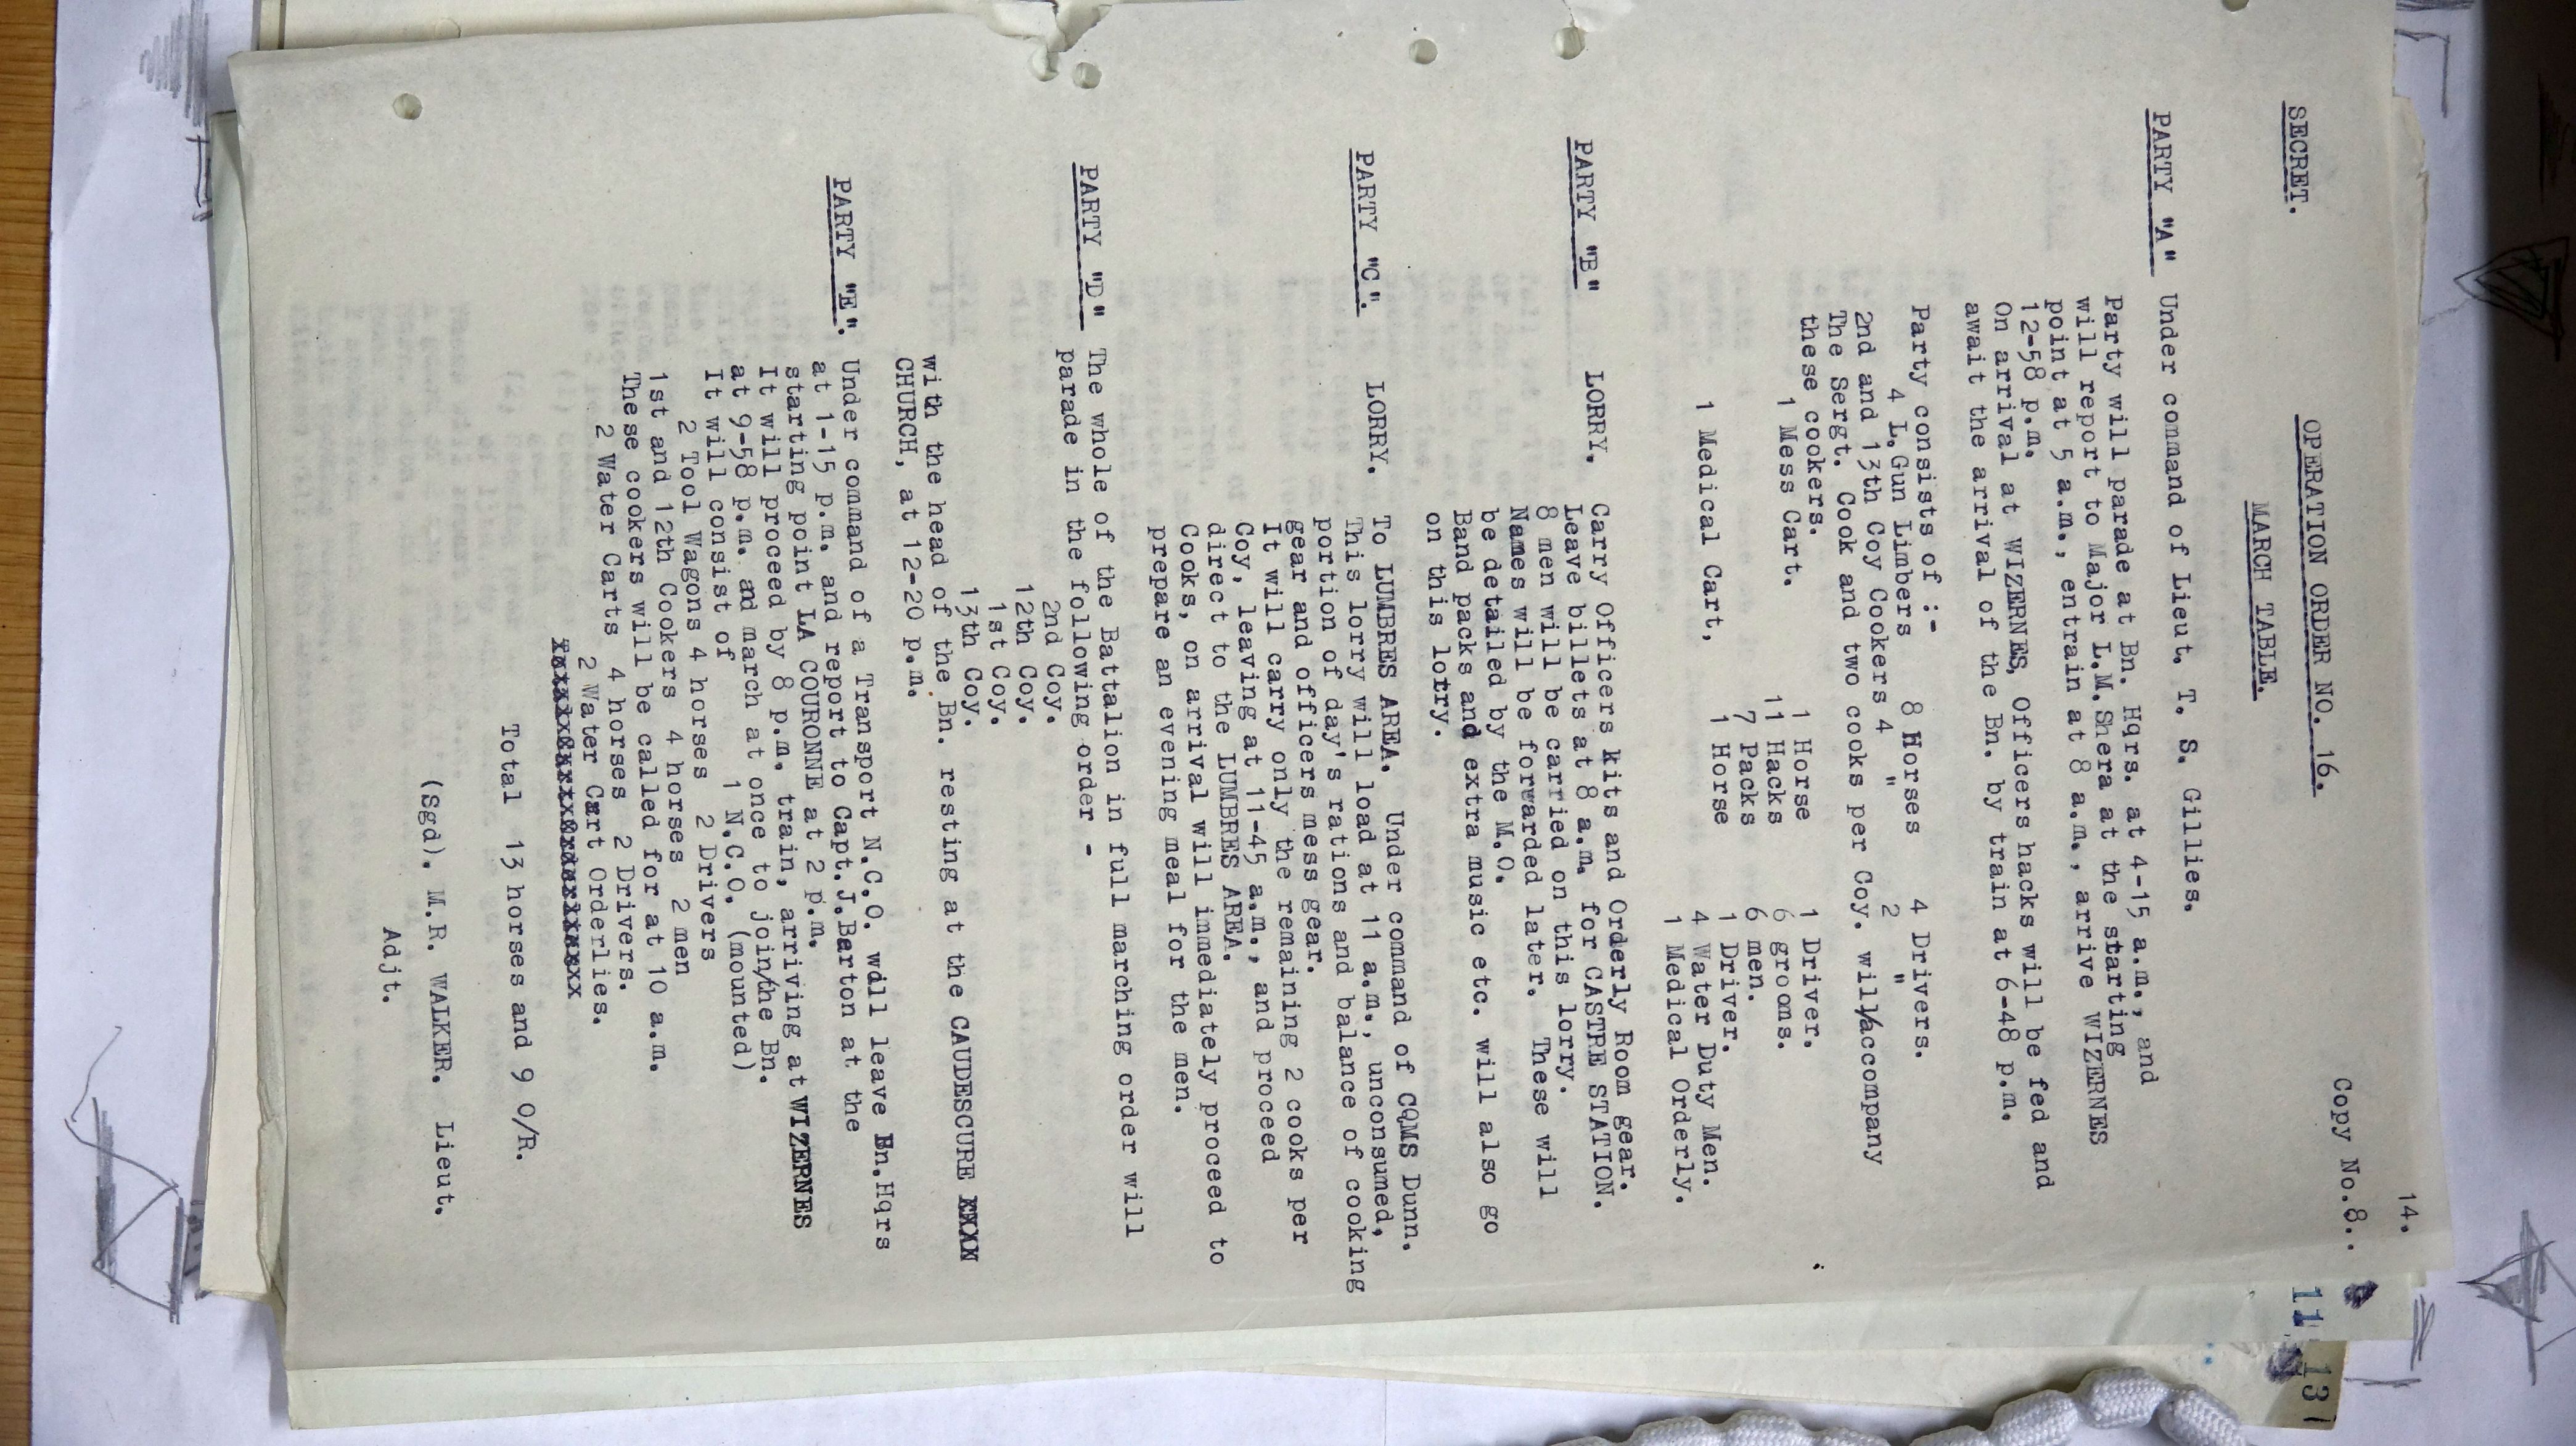 14.
Copy No.8..
SECRET.
OPERATION ORDER NO. 16.
MARCH TABLE.
PARTY "A" Under command of Lieut. T. S. Gillies.
Party will parade at Bn. Hqrs. at 4-15 a.m., and
will report to Major L.M.Shera at the starting
point at 5 a.m., entrain at 8 a.m., arrive WIZERNES
12-58 p.m.
On arrival at WIZERNES, Officers hacks will be fed and
await the arrival of the Bn. by train at 6-48 p.m.
Party consists of :-
4 L.Gun Limbers 8 Horses 4 Drivers.
2nd and 13th Coy Cookers 4 " 2 "
The Sergt. Cook and two cooks per Coy. will/accompany
these cookers.
1 Mess Cart. 1 Horse 1 Driver.
11 Hacks 6 grooms.
7 Packs 6 men.
1 Medical Cart, 1 Horse 1 Driver.
4 Water Duty Men.
1 Medical Orderly.
PARTY "B" LORRY. Carry Officers kits and Orderly Room gear.
Leave billets at 8 a.m. for CASTRE STATION.
8 men will be carried on this lorry.
Names will be forwarded later. These will
be detailed by the M.O.
Band packs and extra music etc. will also go
on this lorry.
PARTY "C". LORRY. To LUMBRES AREA. Under command of CQMS Dunn.
This lorry will load at 11 a.m., unconsumed,
portion of day's rations and balance of cooking
gear and officers mess gear.
It will carry only the remaining 2 cooks per
Coy, leaving at 11-45 a.m., and proceed
direct to the LUMBRES AREA.
Cooks, on arrival will immediately proceed to
prepare an evening meal for the men.
PARTY "D" The whole of the Battalion in full marching order will
parade in the following order -
2nd Coy.
12th Coy.
1st Coy.
13th Coy.
with the head of the Bn. resting at the CAUDESCURE XXXX
CHURCH, at 12-20 p.m.
PARTY "E". Under command of a Transport N.C.O. will leave Bn.Hqrs
at 1-15 p.m. and report to Capt.J.Barton at the
starting point LA COURONNE at 2 p.m.
It will proceed by 8 p.m. train, arriving at WIZERNES
at 9-58 p.m. and march at once to join/the Bn.
It will consist of 1 N.C.O. (mounted)
2 Tool Wagons 4 horses 2 Drivers
1st and 12th Cookers 4 horses 2 men
These cookers will be called for at 10 a.m.
2 Water Carts 4 horses 2 Drivers.
2 Water Cart Orderlies.
Total 13 horses and 9 O/R.
(Sgd). M.R. WALKER. Lieut.
Adjt.
11
131